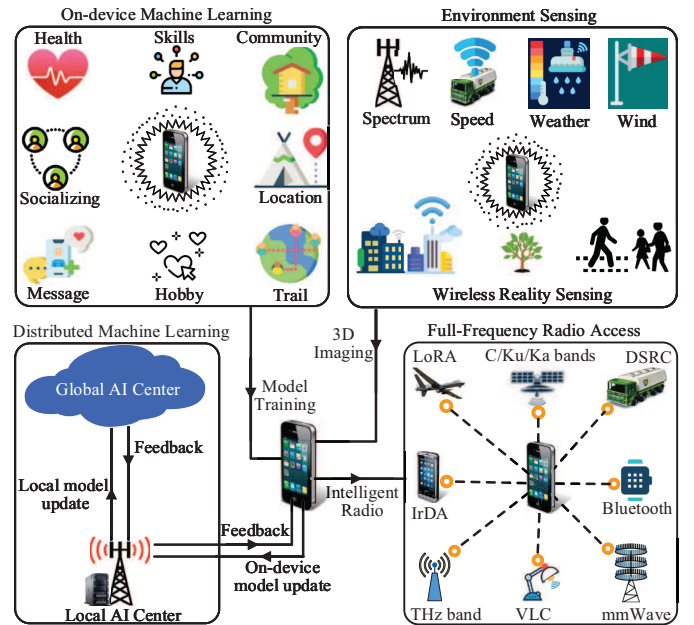 On-device Machine Learning
Health
Skills
Community
Socializing
Location
Message
Hobby
Trail
Environment Sensing
Spectrum
Speed
Weather
Wind
Wireless Reality Sensing
Distributed Machine Learning
Global AI Center
Feedback
Local model
update
Local AI Center
Model
Training
3D
Imaging
Feedback
On-device
model update
Intelligent
Radio
Full-Frequency Radio Access
LoRA
C/Ku/Ka bands
DSRC
IrDA
Bluetooth
THz band
VLC
mmWave